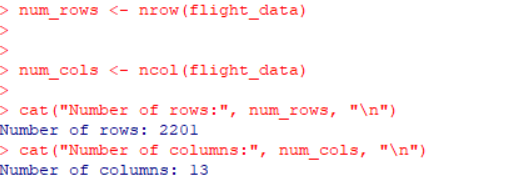 > num_rows <- nrow(flight_data)
>
>
> num_cols <- ncol(flight_data)
>
> cat("Number of rows:", num_rows, "\n")
Number of rows: 2201
> cat("Number of columns:", num_cols, "\n")
Number of columns: 13